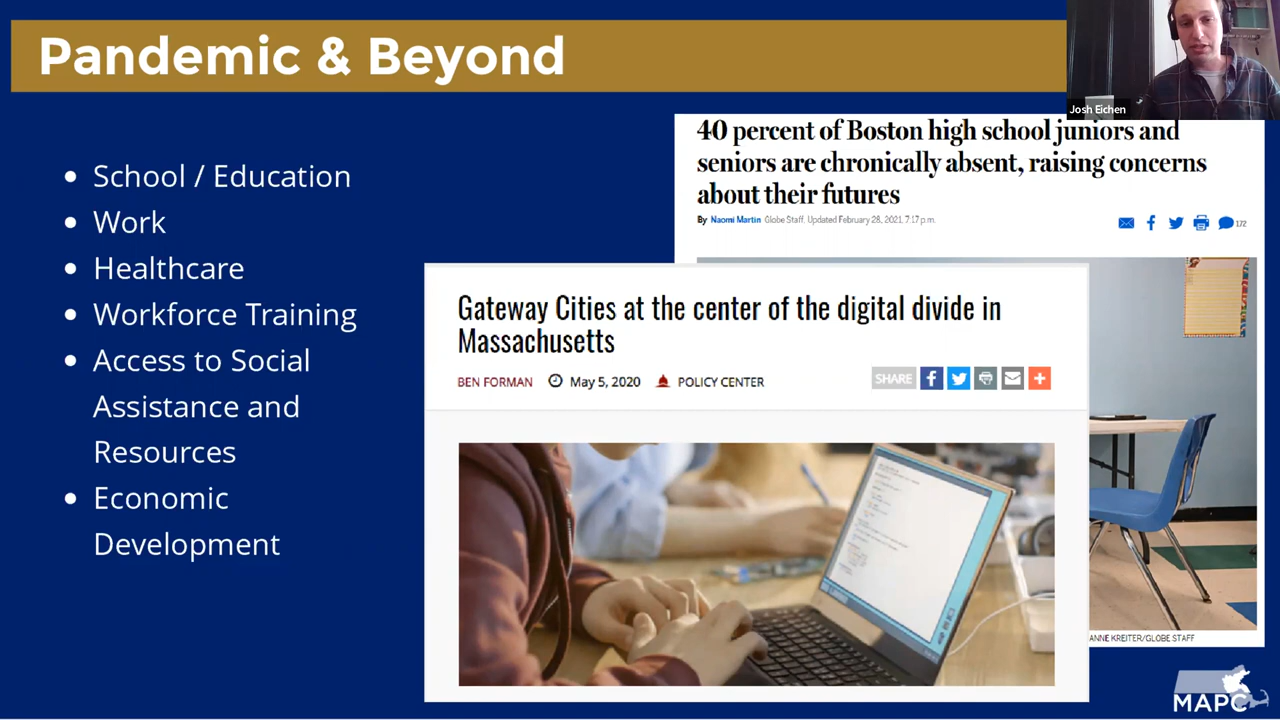 Pandemic & Beyond
Josh Eichen
School / Education
Work
Healthcare
Workforce Training
Access to Social
Assistance and
Resources
Economic
Development
40 percent of Boston high school juniors and
seniors are chronically absent, raising concerns
about their futures
By Naomi Martin Globe Staff, Updated February 28, 2021, 7:17 p.m.
172
Gateway Cities at the center of the digital divide in
Massachusetts
BEN FORMAN May 5, 2020 POLICY CENTER
SHARE
ANNE KREITER/GLOBE STAFF
MAPC